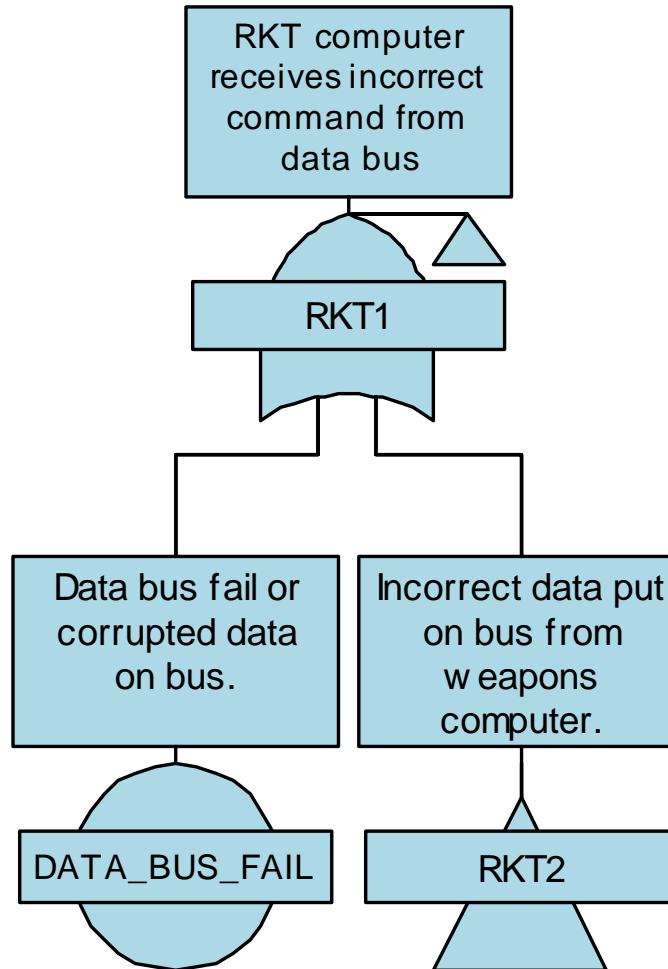 RKT computer
receives incorrect
command from
data bus
RKT1
Data bus fail or
corrupted data
on bus.
Incorrect data put
on bus from
weapons
computer.
DATA_BUS_FAIL
RKT2